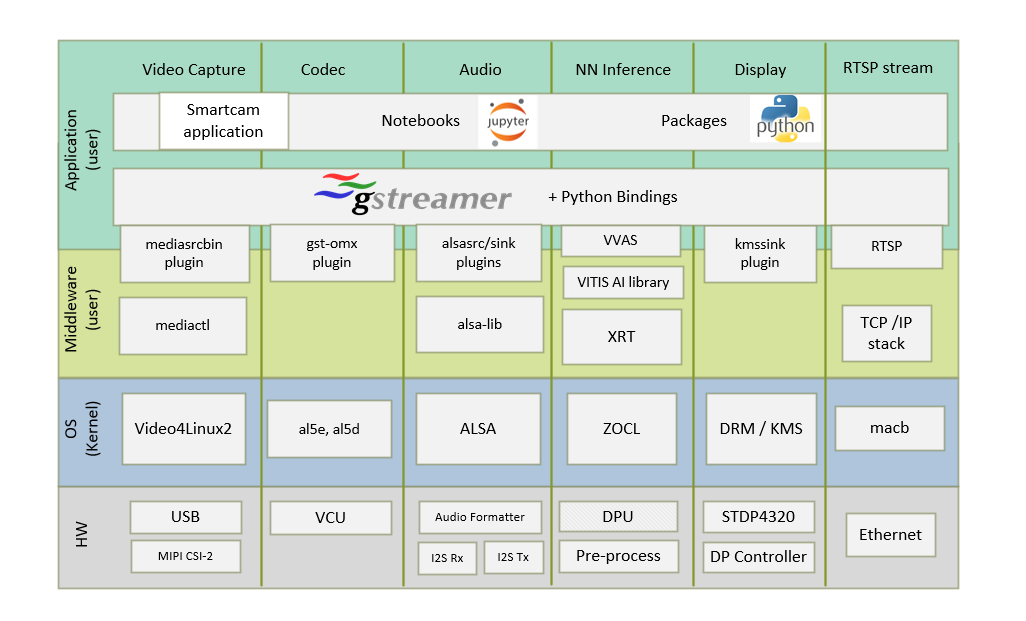 Video Capture
Codec
Audio
NN Inference
Display
RTSP stream
Application
(user)
Smartcam
application
Notebooks
jupyter
Packages
python
gstreamer
+ Python Bindings
mediasrcbin
plugin
gst-omx
plugin
alsasrc/sink
plugins
VVAS
kmssink
plugin
RTSP
Middleware
(user)
VITIS AI library
mediactl
alsa-lib
XRT
TCP /IP
stack
OS
(Kernel)
Video4Linux2
al5e, al5d
ALSA
ZOCL
DRM / KMS
macb
HW
USB
VCU
Audio Formatter
DPU
STDP4320
Ethernet
MIPI CSI-2
I2S Rx
I2S Tx
Pre-process
DP Controller